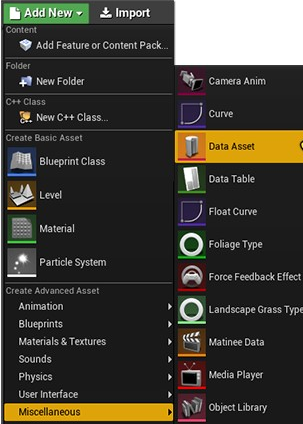 Add New Import
Content
Add Feature or Content Pack...
Folder
New Folder
C++ Class
New C++ Class...
Create Basic Asset
Blueprint Class
Level
Material
Particle System
Create Advanced Asset
Animation
Blueprints
Materials & Textures
Sounds
Physics
User Interface
Miscellaneous
Camera Anim
Curve
Data Asset
Data Table
Float Curve
Foliage Type
Force Feedback Effect
Landscape Grass Type
Matinee Data
Media Player
Object Library